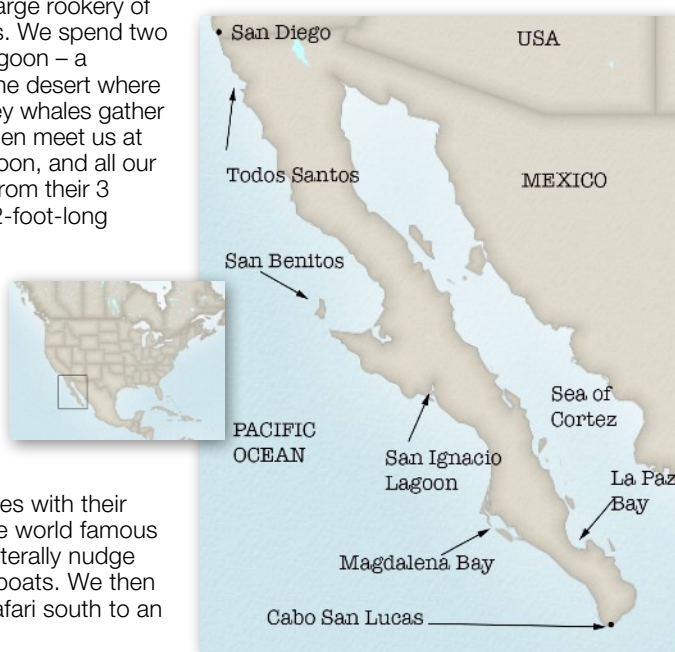 arge rookery of
s. We spend two
goon – a
he desert where
ey whales gather
en meet us at
oon, and all our
rom their 3
2-foot-long
es with their
e world famous
terally nudge
boats. We then
afari south to an
San Diego
USA
Todos Santos
MEXICO
San Benitos
Sea of
Cortez
PACIFIC
OCEAN
San Ignacio
Lagoon
La Paz
Bay
Magdalena Bay
Cabo San Lucas